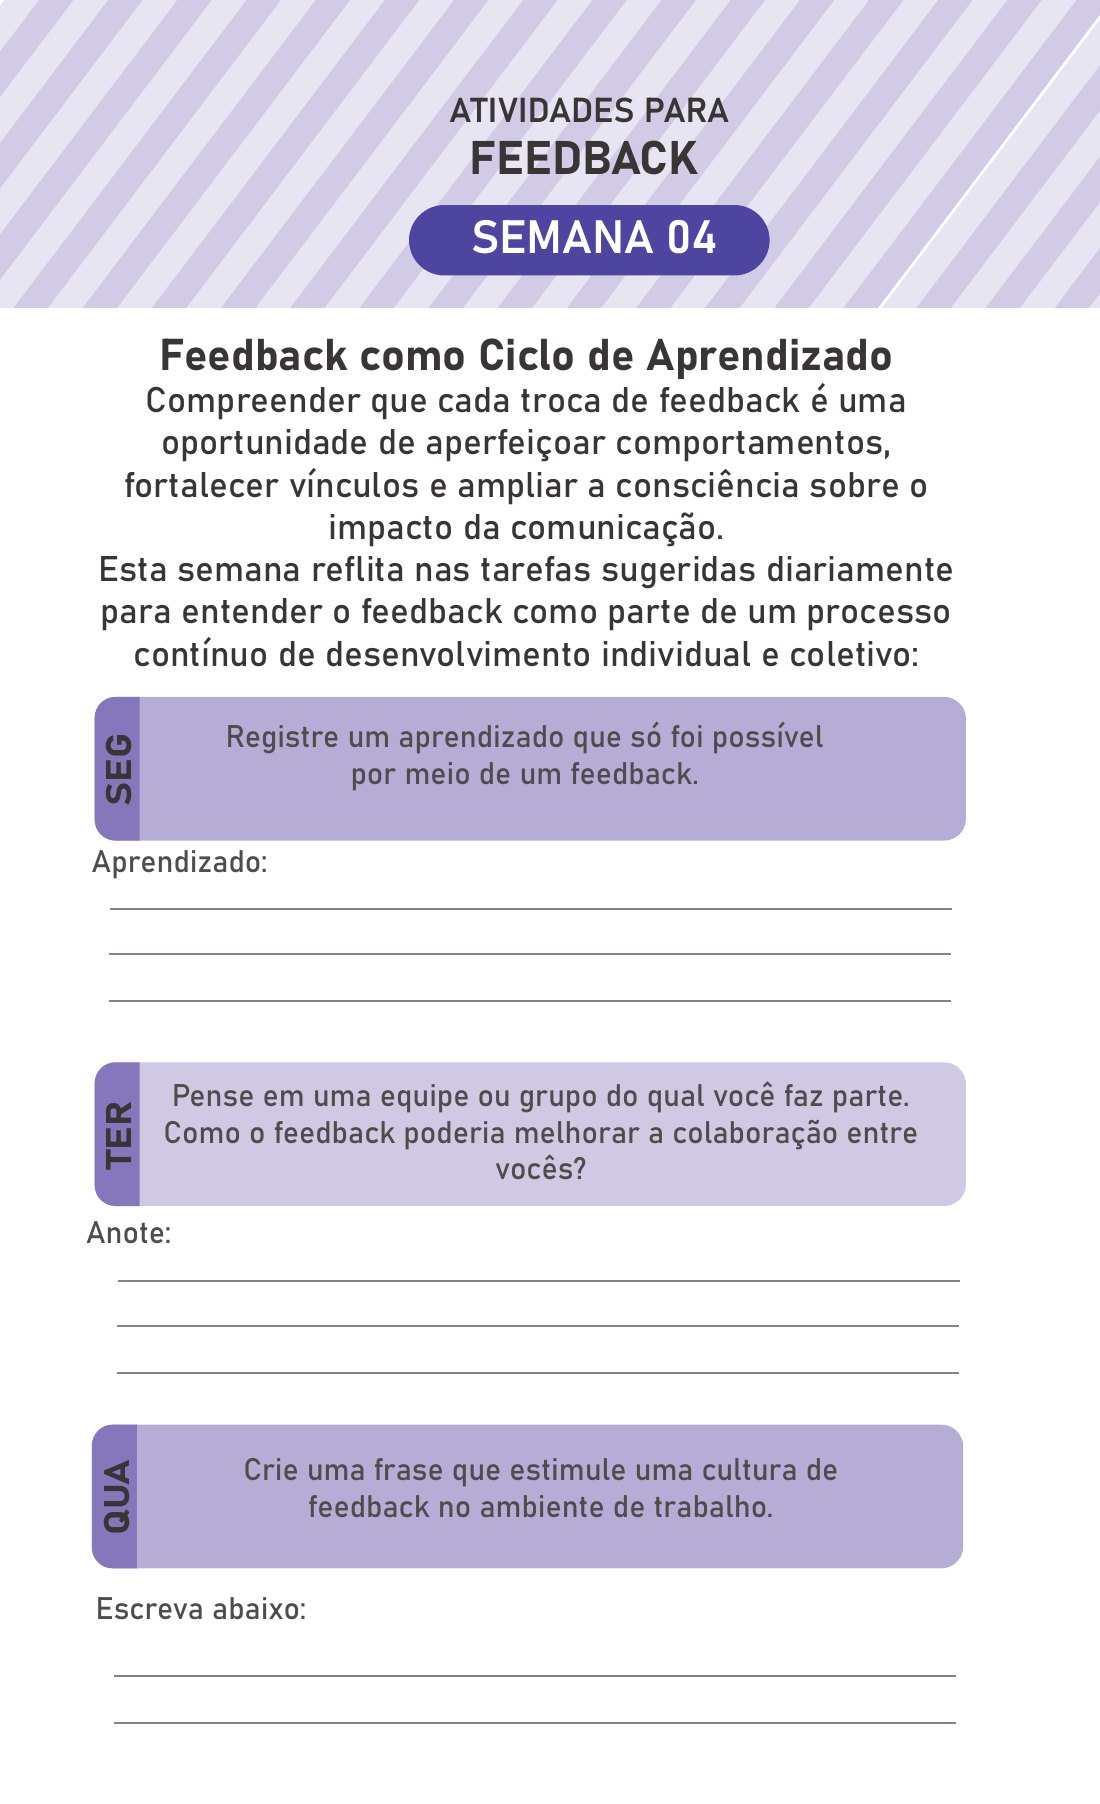 ATIVIDADES PARA
FEEDBACK
SEMANA 04
Feedback como Ciclo de Aprendizado
Compreender que cada troca de feedback é uma
oportunidade de aperfeiçoar comportamentos,
fortalecer vínculos e ampliar a consciência sobre o
impacto da comunicação.
Esta semana reflita nas tarefas sugeridas diariamente
para entender o feedback como parte de um processo
contínuo de desenvolvimento individual e coletivo:
SEG
Registre um aprendizado que só foi possível
por meio de um feedback.
Aprendizado:
TER
Pense em uma equipe ou grupo do qual você faz parte.
Como o feedback poderia melhorar a colaboração entre
vocês?
Anote:
QUA
Crie uma frase que estimule uma cultura de
feedback no ambiente de trabalho.
Escreva abaixo: